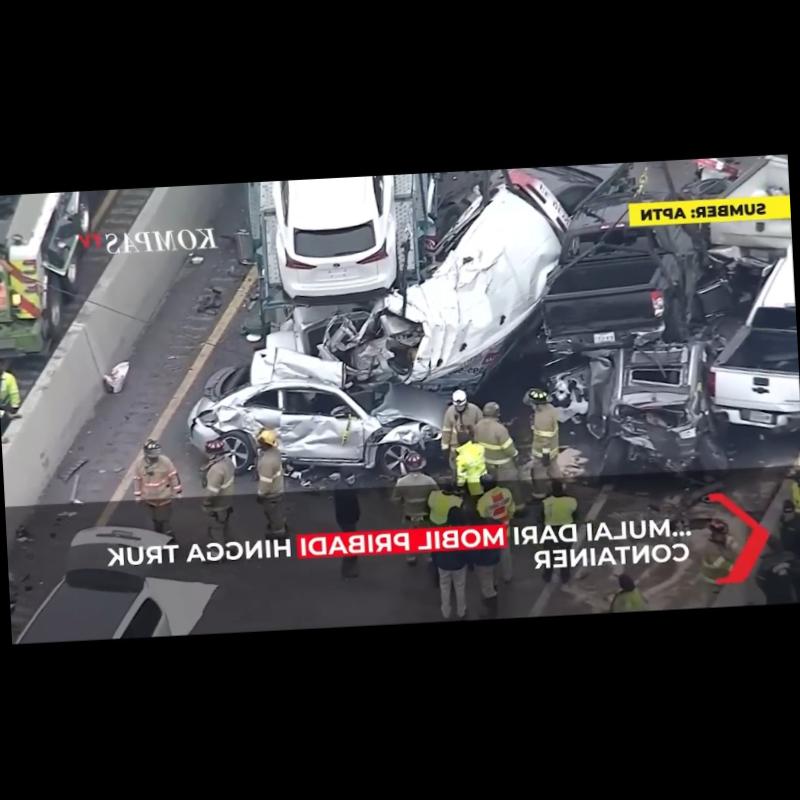 KOMPASTV
SUMBER: APTN
...MULAI DARI MOBIL PRIBADI HINGGA TRUK
CONTAINER